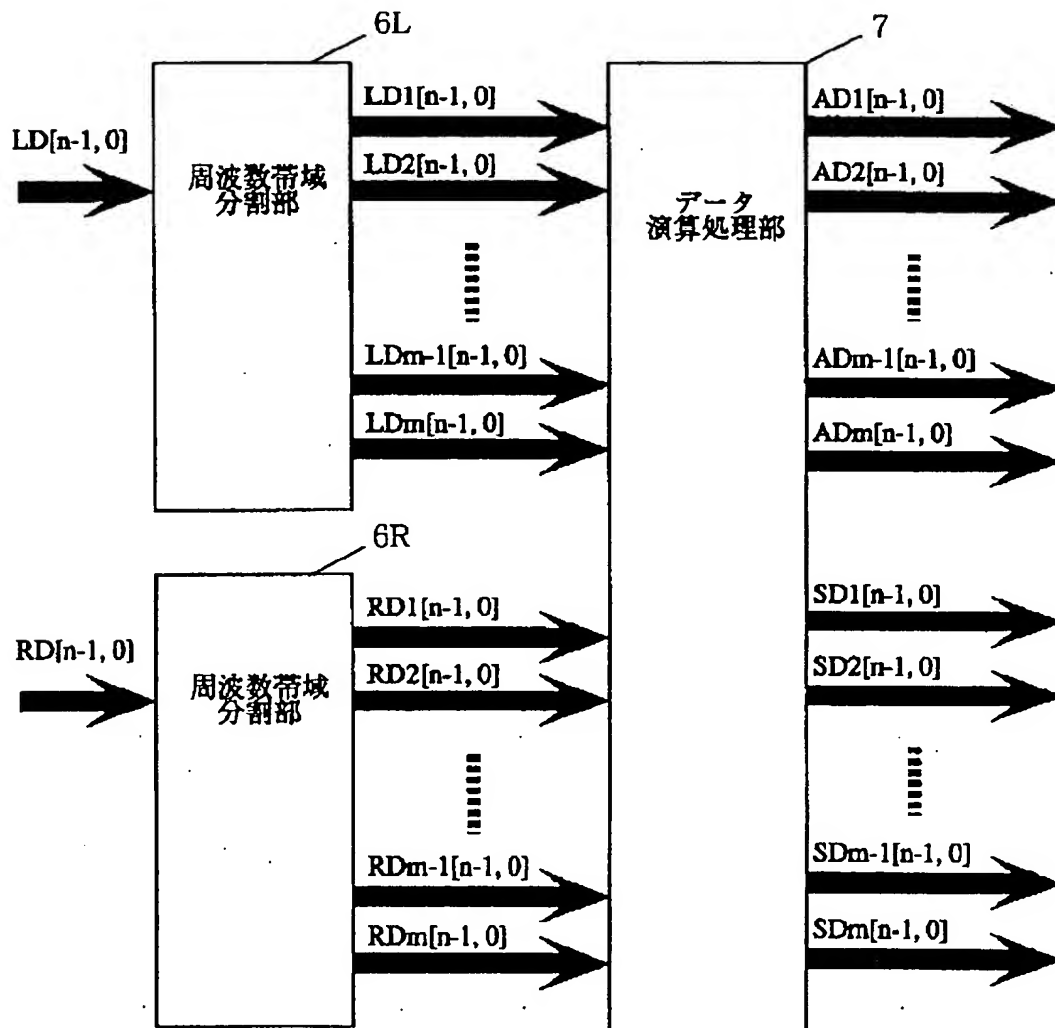 6L
7
LD[n-1, 0]
周波数帯域
分割部
LD1[n-1, 0]
LD2[n-1, 0]
LDm-1[n-1, 0]
LDm[n-1, 0]
データ
演算処理部
AD1[n-1, 0]
AD2[n-1, 0]
ADm-1[n-1, 0]
ADm[n-1, 0]
6R
RD[n-1, 0]
周波数帯域
分割部
RD1[n-1, 0]
RD2[n-1, 0]
RDm-1[n-1, 0]
RDm[n-1, 0]
SD1[n-1, 0]
SD2[n-1, 0]
SDm-1[n-1, 0]
SDm[n-1, 0]